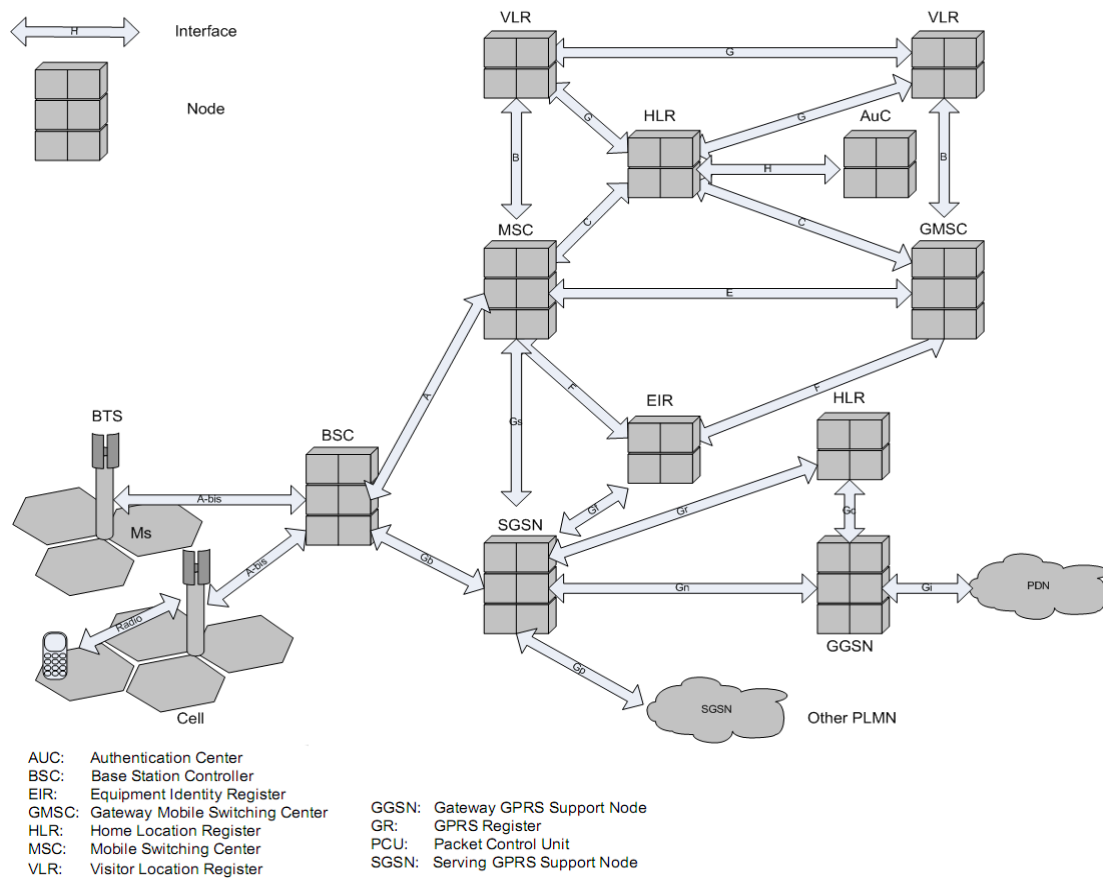 VLR
VLR
H
Interface
G
Node
G
HLR
G
AuC
B
H
B
C
C
MSC
GMSC
E
F
F
A
EIR
HLR
BTS
BSC
Gs
A-bis
Gf
Gr
Gc
Ms
SGSN
A-bis
Gb
Gn
Gi
PDN
Radio
GGSN
Gp
SGSN
Cell
Other PLMN
AUC: Authentication Center
BSC: Base Station Controller
EIR: Equipment Identity Register
GMSC: Gateway Mobile Switching Center
HLR: Home Location Register
MSC: Mobile Switching Center
VLR: Visitor Location Register
GGSN: Gateway GPRS Support Node
GR: GPRS Register
PCU: Packet Control Unit
SGSN: Serving GPRS Support Node